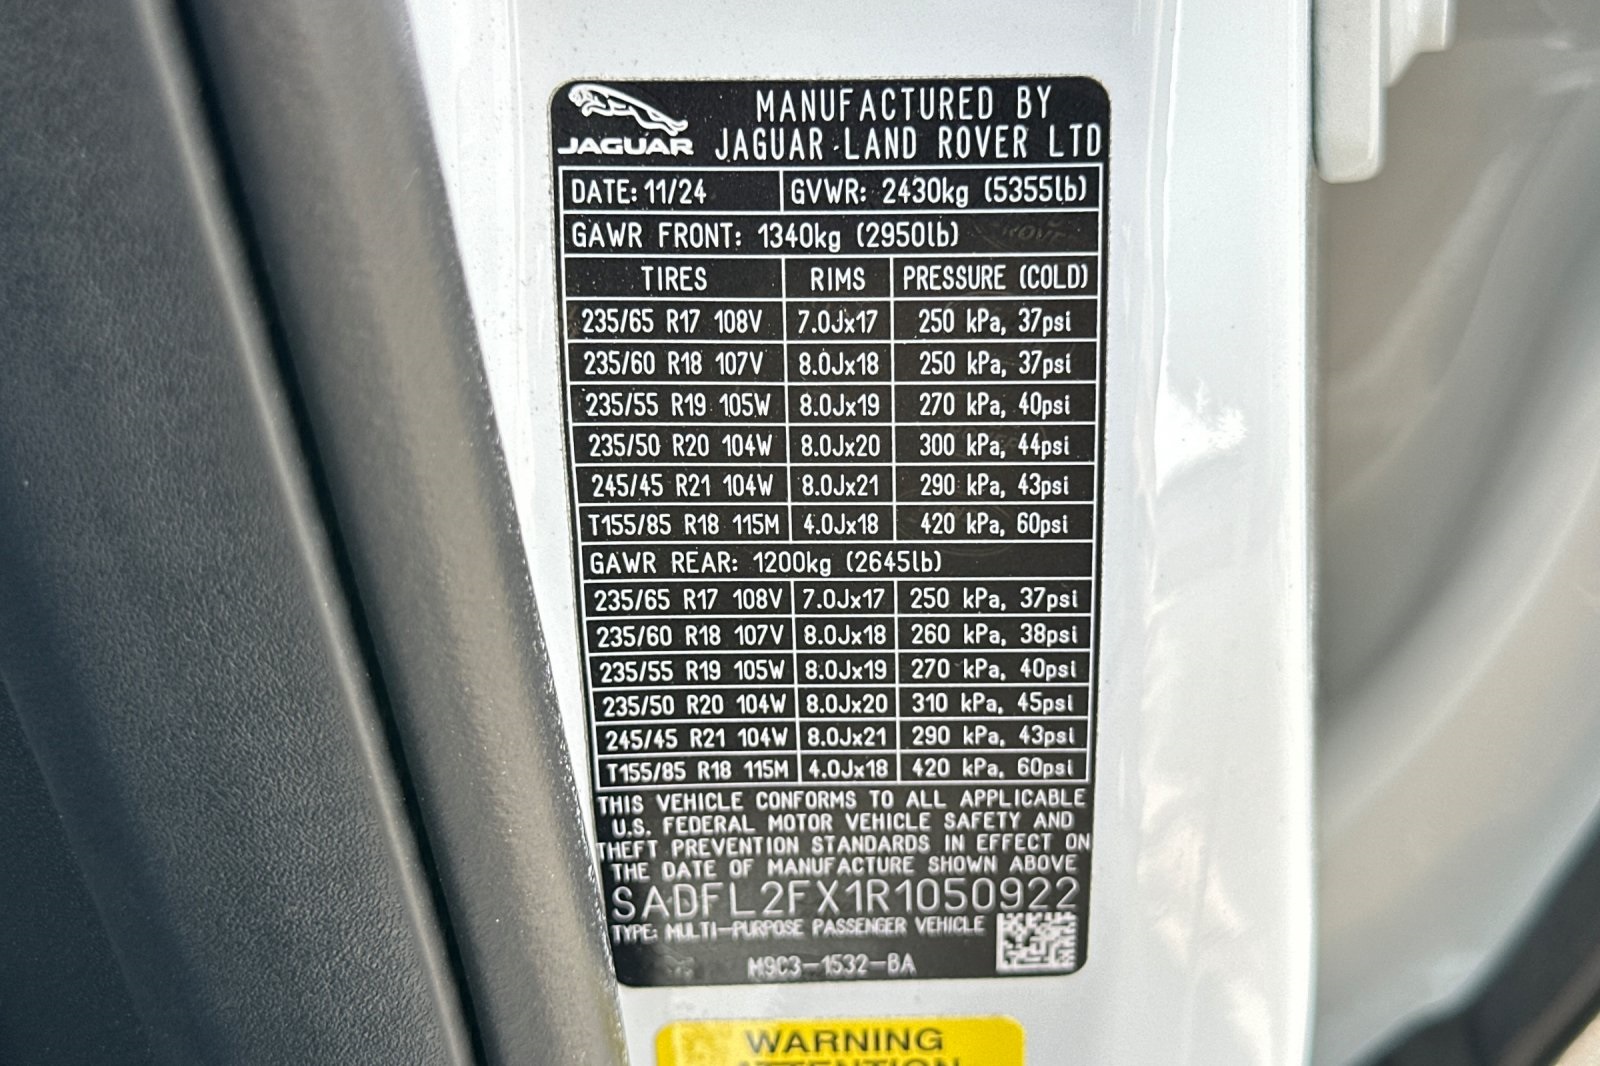 JAGUAR
MANUFACTURED BY
JAGUAR LAND ROVER LTD
DATE: 11/24 GVWR: 2430kg (5355lb)
GAWR FRONT: 1340kg (2950lb)
TIRES RIMS PRESSURE (COLD)
235/65 R17 108V 7.0Jx17 250 kPa, 37psi
235/60 R18 107V 8.0Jx18 250 kPa, 37psi
235/55 R19 105W 8.0Jx19 270 kPa, 40psi
235/50 R20 104W 8.0Jx20 300 kPa, 44psi
245/45 R21 104W 8.0Jx21 290 kPa, 43psi
T155/85 R18 115M 4.0Jx18 420 kPa, 60psi
GAWR REAR: 1200kg (2645lb)
235/65 R17 108V 7.0Jx17 250 kPa, 37psi
235/60 R18 107V 8.0Jx18 260 kPa, 38psi
235/55 R19 105W 8.0Jx19 270 kPa, 40psi
235/50 R20 104W 8.0Jx20 310 kPa, 45psi
245/45 R21 104W 8.0Jx21 290 kPa, 43psi
T155/85 R18 115M 4.0Jx18 420 kPa, 60psi
THIS VEHICLE CONFORMS TO ALL APPLICABLE
U.S. FEDERAL MOTOR VEHICLE SAFETY AND
THEFT PREVENTION STANDARDS IN EFFECT ON
THE DATE OF MANUFACTURE SHOWN ABOVE
SADFL2FX1R1050922
TYPE: MULTI-PURPOSE PASSENGER VEHICLE
M9C3-1532-BA
WARNING
ATTENTION